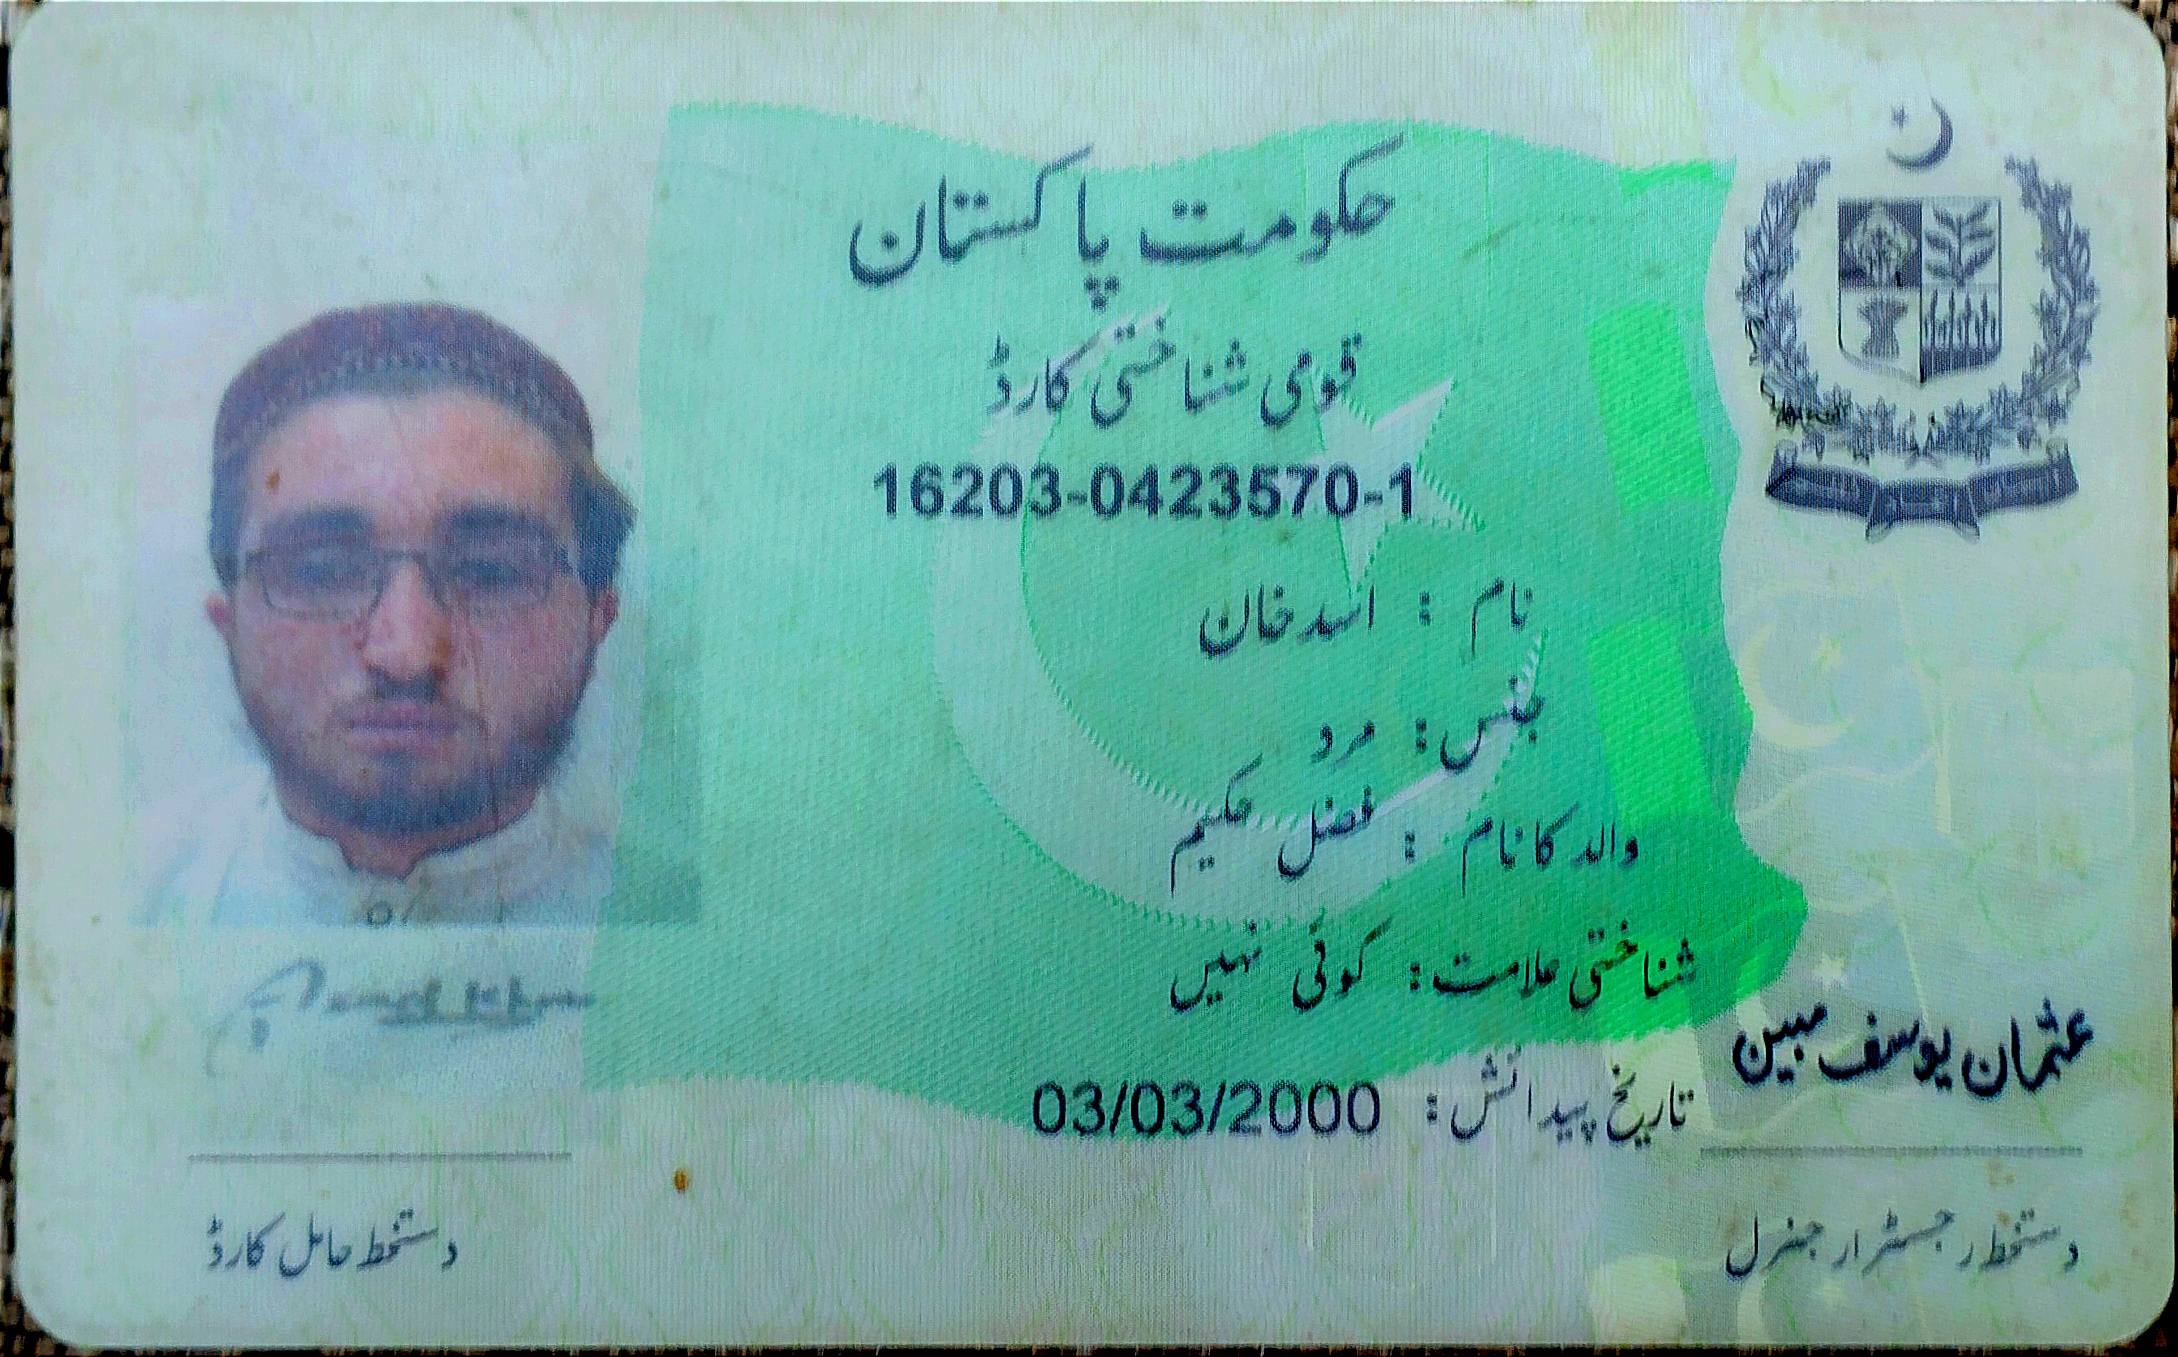 حکومت پاکستان
قومی شناختی کارڈ
16203-0423570-1
نام : اسد خان
جنس : مرد
والد کا نام : فضل حکیم
شناختی علامت : کوئی نہیں
تاریخ پیدائش : 03/03/2000
عثمان یوسف مبین
دستخط رجسٹرار جنرل
دستخط حامل کارڈ